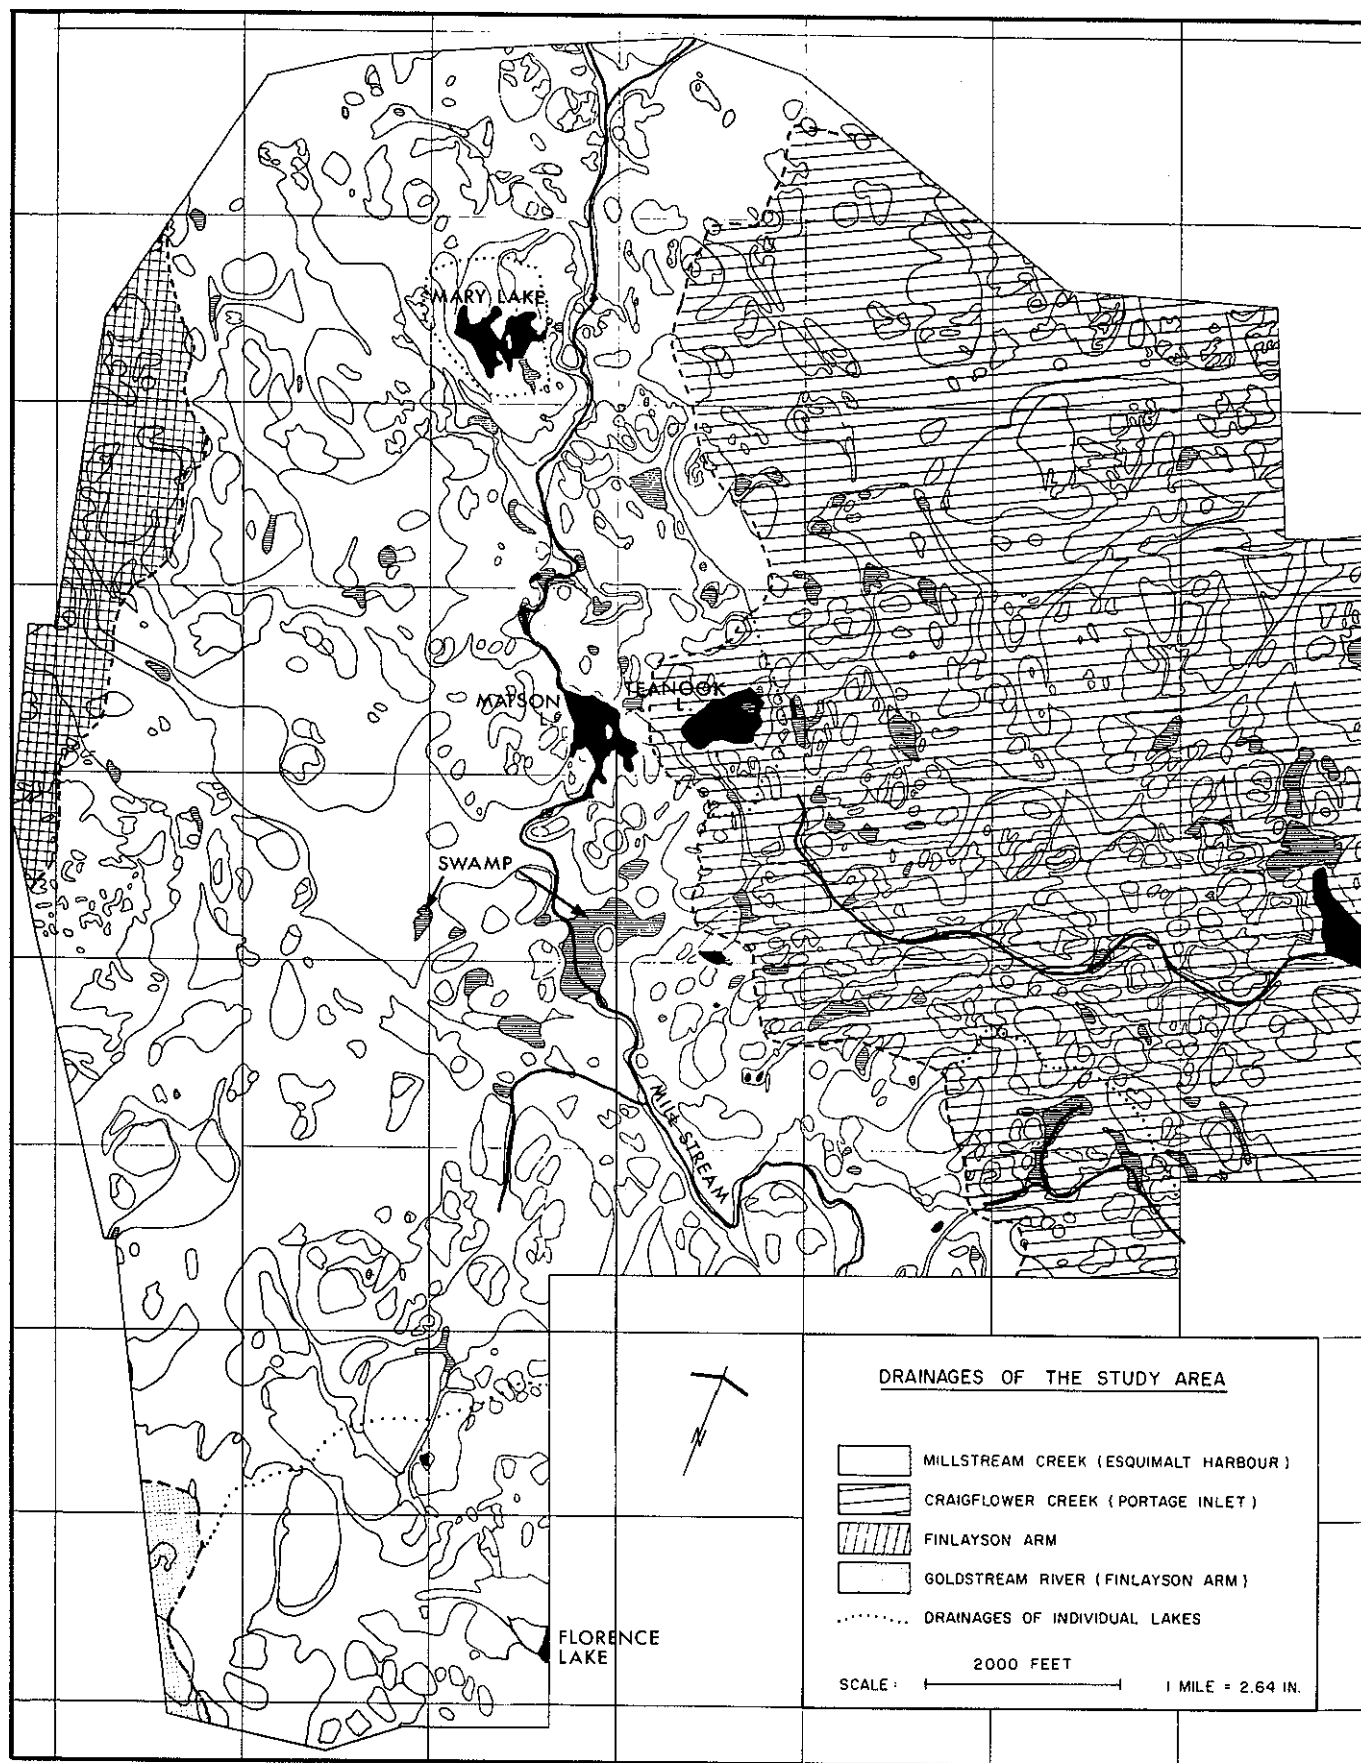 MARY LAKE
MATSON
TEANOOK
L.
SWAMP
MILL STREAM
N
FLORENCE
LAKE
DRAINAGES OF THE STUDY AREA
MILLSTREAM CREEK (ESQUIMALT HARBOUR)
CRAIGFLOWER CREEK (PORTAGE INLET)
FINLAYSON ARM
GOLDSTREAM RIVER (FINLAYSON ARM)
DRAINAGES OF INDIVIDUAL LAKES
2000 FEET
SCALE: 1 MILE = 2.64 IN.